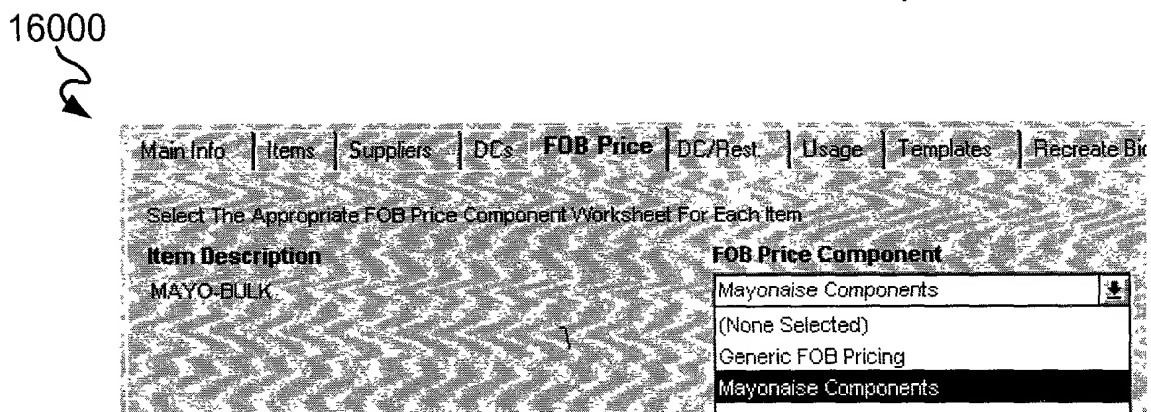 16000
Main Info Items Suppliers DCs FOB Price DC/Rest. Usage Templates Recreate Bid
Select The Appropriate FOB Price Component Worksheet For Each Item
Item Description FOB Price Component
MAYO-BULK Mayonaise Components
(None Selected)
Generic FOB Pricing
Mayonaise Components